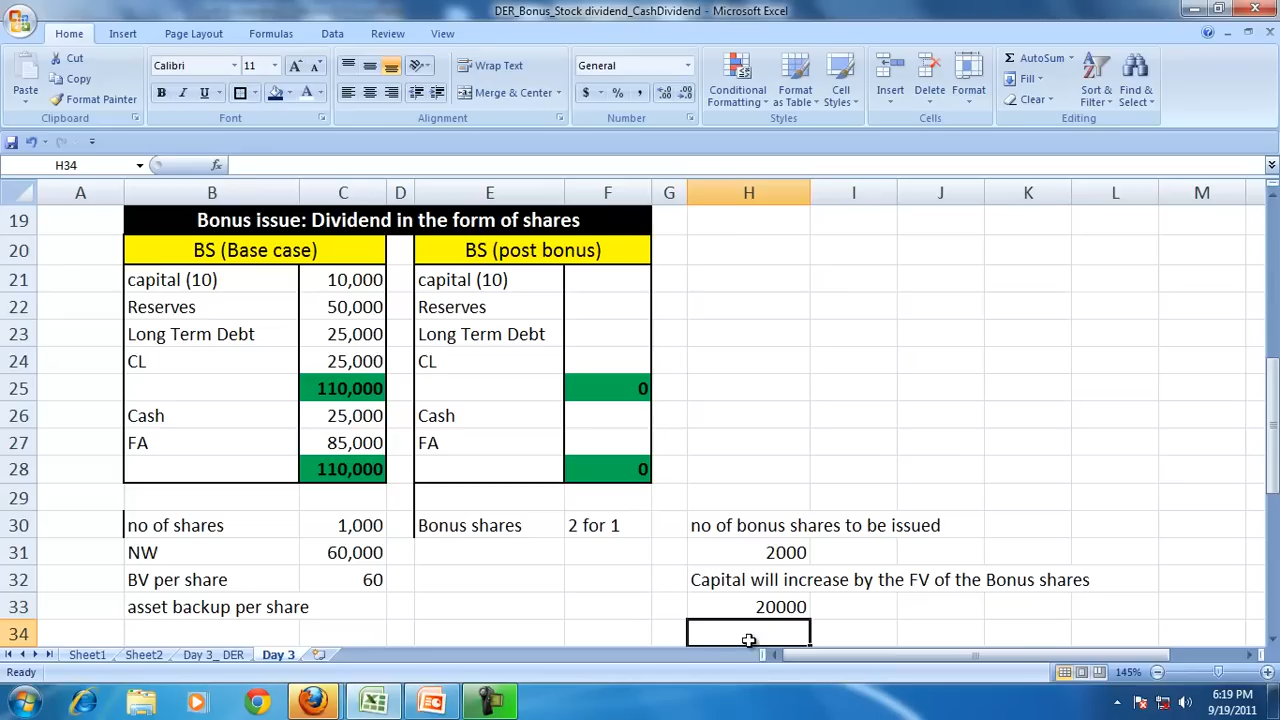 DER_Bonus_Stock dividend_CashDividend - Microsoft Excel
Home Insert Page Layout Formulas Data Review View
Paste
Cut
Copy
Format Painter
Clipboard
Calibri 11 A A
B I U A
Font
Wrap Text
Merge & Center
Alignment
General
$ % , .0 .00 .00 .0
Number
Conditional Formatting
Format as Table
Cell Styles
Styles
Insert Delete Format
Cells
Σ AutoSum
Fill
Clear
Sort & Filter
Find & Select
Editing
H34 fx
A B C D E F G H I J K L M
19 Bonus issue: Dividend in the form of shares
20 BS (Base case) BS (post bonus)
21 capital (10) 10,000 capital (10)
22 Reserves 50,000 Reserves
23 Long Term Debt 25,000 Long Term Debt
24 CL 25,000 CL
25 110,000 0
26 Cash 25,000 Cash
27 FA 85,000 FA
28 110,000 0
29
30 no of shares 1,000 Bonus shares 2 for 1 no of bonus shares to be issued
31 NW 60,000 2000
32 BV per share 60 Capital will increase by the FV of the Bonus shares
33 asset backup per share 20000
34
Sheet1 Sheet2 Day 3_ DER Day 3
Ready 145%
6:19 PM
9/19/2011